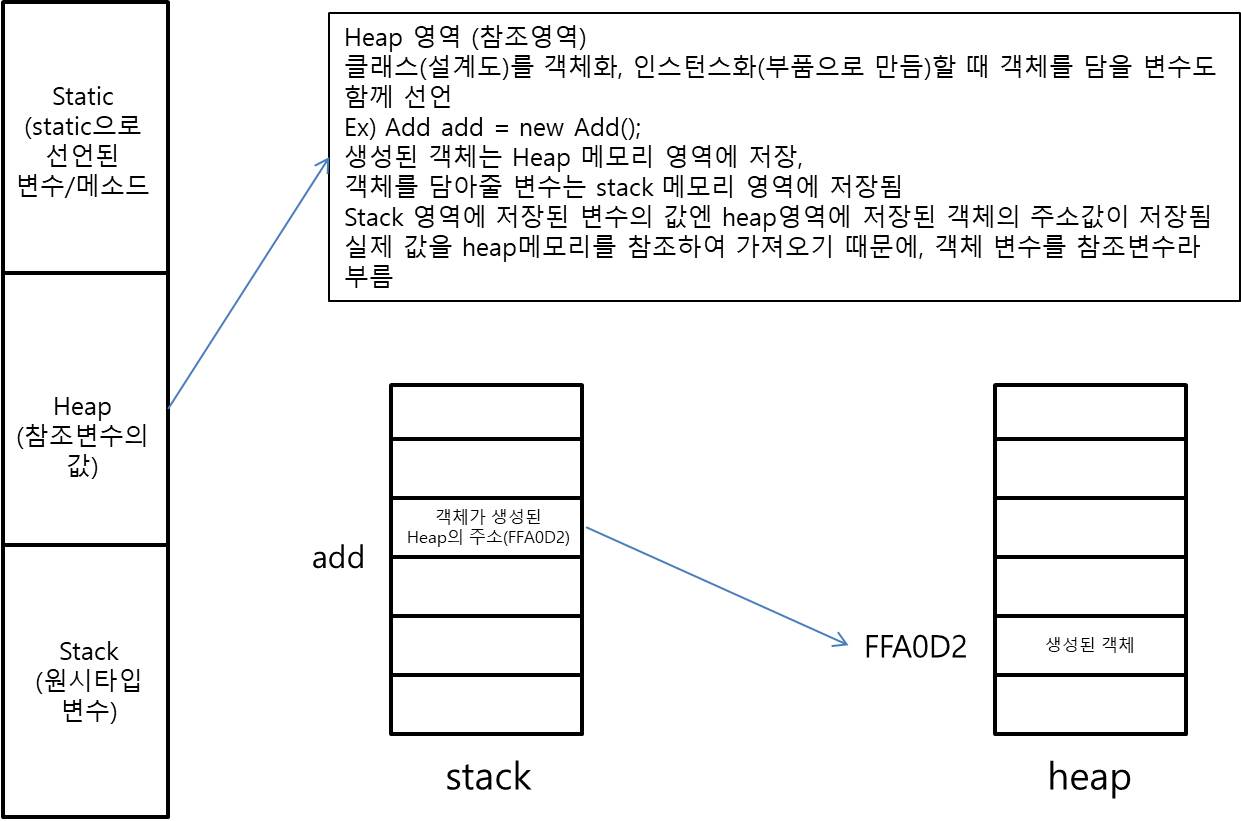 Static
(static으로
선언된
변수/메소드
Heap
(참조변수의
값)
Stack
(원시타입
변수)
Heap 영역 (참조영역)
클래스(설계도)를 객체화, 인스턴스화(부품으로 만듬)할 때 객체를 담을 변수도
함께 선언
Ex) Add add = new Add();
생성된 객체는 Heap 메모리 영역에 저장,
객체를 담아줄 변수는 stack 메모리 영역에 저장됨
Stack 영역에 저장된 변수의 값엔 heap영역에 저장된 객체의 주소값이 저장됨
실제 값을 heap메모리를 참조하여 가져오기 때문에, 객체 변수를 참조변수라
부름
add
객체가 생성된
Heap의 주소(FFA0D2)
stack
FFA0D2
생성된 객체
heap